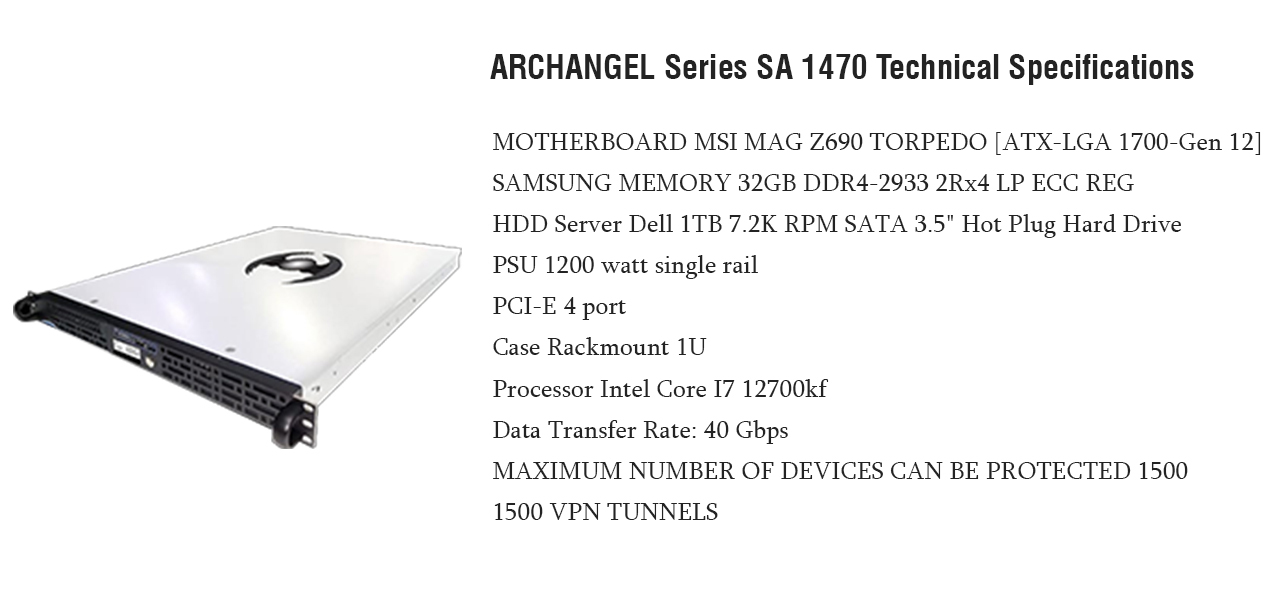 ARCHANGEL Series SA 1470 Technical Specifications
MOTHERBOARD MSI MAG Z690 TORPEDO [ATX-LGA 1700-Gen 12]
SAMSUNG MEMORY 32GB DDR4-2933 2Rx4 LP ECC REG
HDD Server Dell 1TB 7.2K RPM SATA 3.5" Hot Plug Hard Drive
PSU 1200 watt single rail
PCI-E 4 port
Case Rackmount 1U
Processor Intel Core I7 12700kf
Data Transfer Rate: 40 Gbps
MAXIMUM NUMBER OF DEVICES CAN BE PROTECTED 1500
1500 VPN TUNNELS